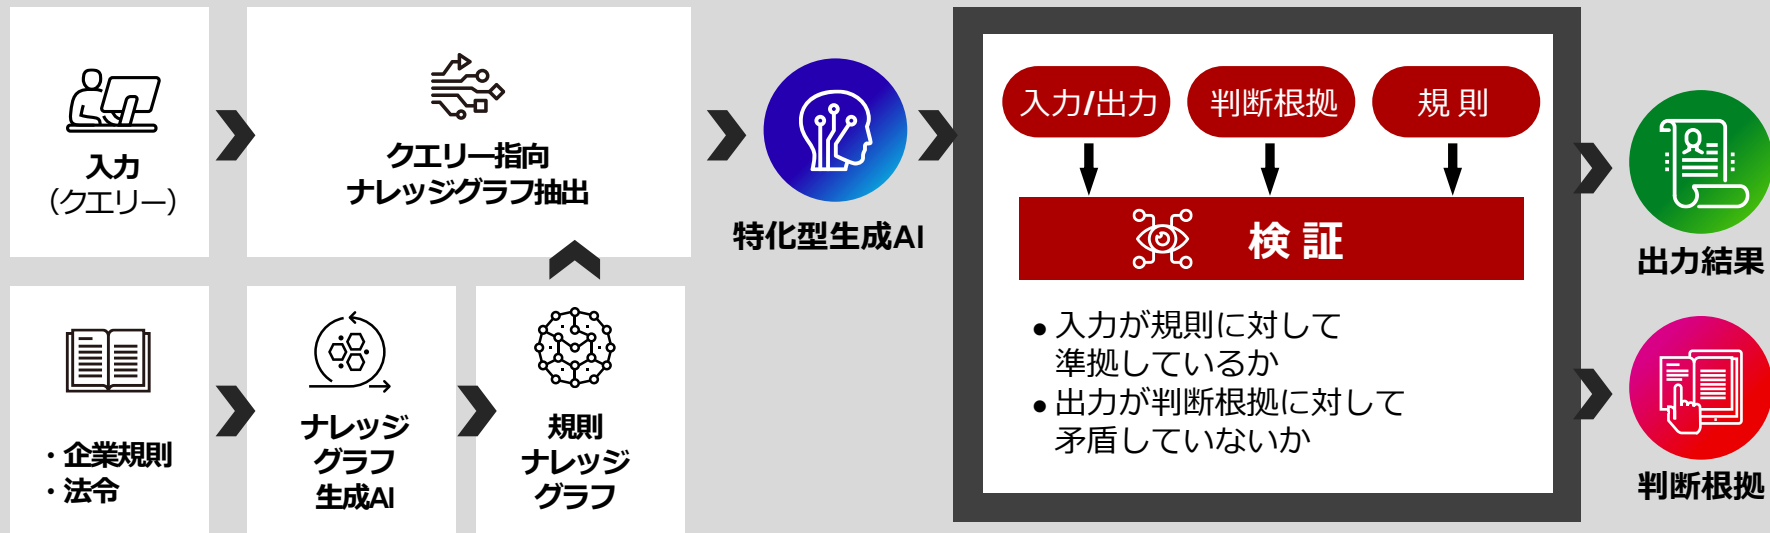 入力
(クエリー)
クエリー指向
ナレッジグラフ抽出
・企業規則
・法令
ナレッジ
グラフ
生成AI
規則
ナレッジ
グラフ
特化型生成AI
入力/出力
判断根拠
規則
検証
● 入力が規則に対して
準拠しているか
● 出力が判断根拠に対して
矛盾していないか
出力結果
判断根拠